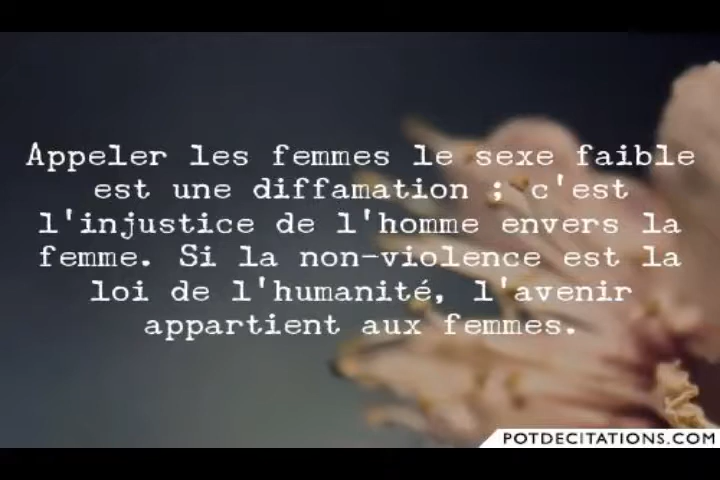 Appeler les femmes le sexe faible
est une diffamation ; c'est
l'injustice de l'homme envers la
femme. Si la non-violence est la
loi de l'humanité, l'avenir
appartient aux femmes.
POTDECITATIONS.COM